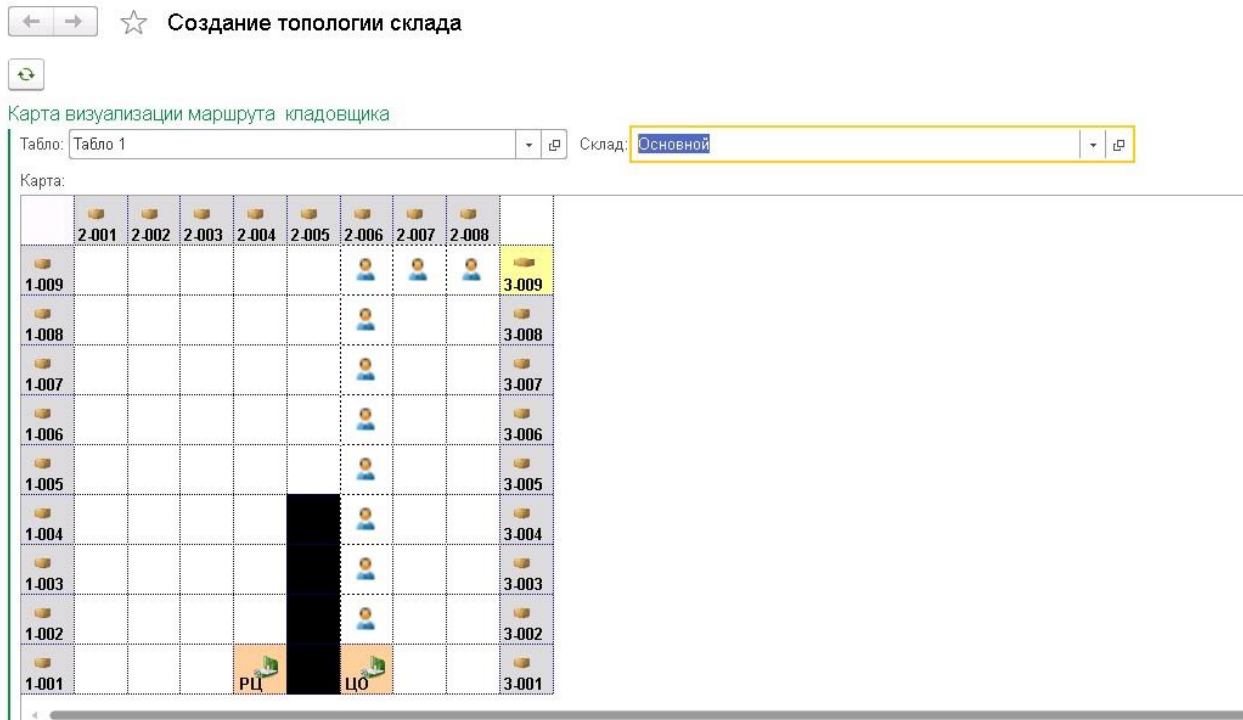 Создание топологии склада
Карта визуализации маршрута кладовщика
Табло: Табло 1 Склад: Основной
Карта:
2-001 2-002 2-003 2-004 2-005 2-006 2-007 2-008
1-009 3-009
1-008 3-008
1-007 3-007
1-006 3-006
1-005 3-005
1-004 3-004
1-003 3-003
1-002 3-002
1-001 РЦ ЦО 3-001